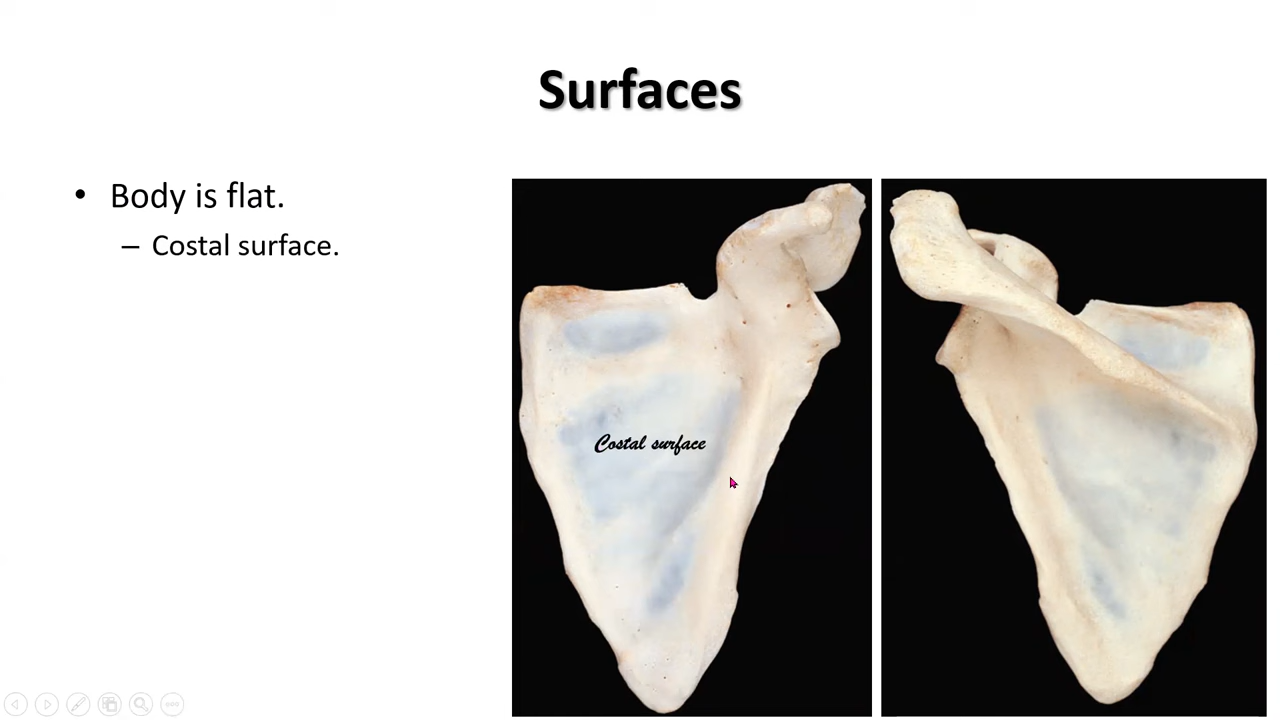 Surfaces
• Body is flat.
– Costal surface.
Costal surface